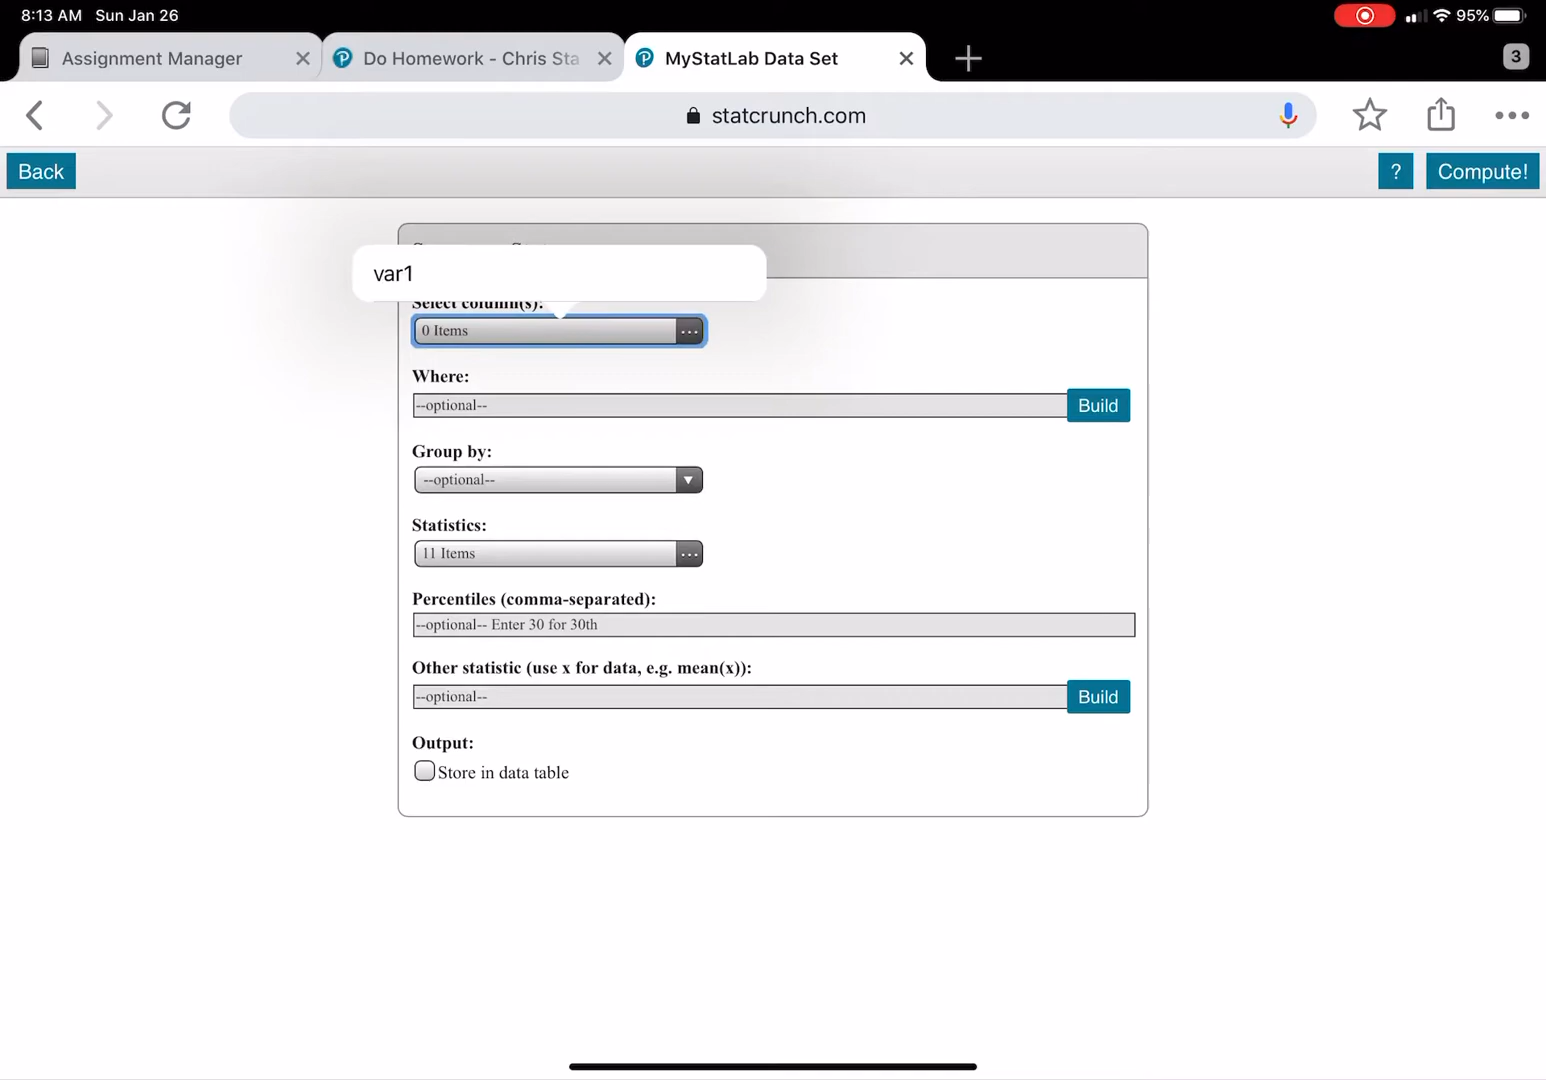 8:13 AM Sun Jan 26
95%
Assignment Manager
Do Homework - Chris Sta
MyStatLab Data Set
3
statcrunch.com
Back
?
Compute!
var1
Select column(s):
0 Items
Where:
--optional--
Build
Group by:
--optional--
Statistics:
11 Items
Percentiles (comma-separated):
--optional-- Enter 30 for 30th
Other statistic (use x for data, e.g. mean(x)):
--optional--
Build
Output:
Store in data table